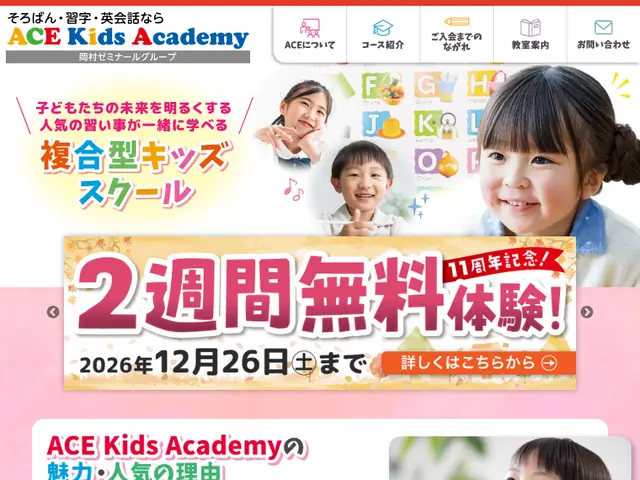 そろばん・習字・英会話なら
ACE Kids Academy
岡村ゼミナールグループ
ACEについて
コース紹介
ご入会までの
ながれ
教室案内
お問い合わせ
子どもたちの未来を明るくする
人気の習い事が一緒に学べる
複合型キッズ
スクール
F G H
J K L
O
2週間無料体験!
11周年記念!
2026年12月26日土まで
詳しくはこちらから
ACE Kids Academyの
魅力・人気の理由